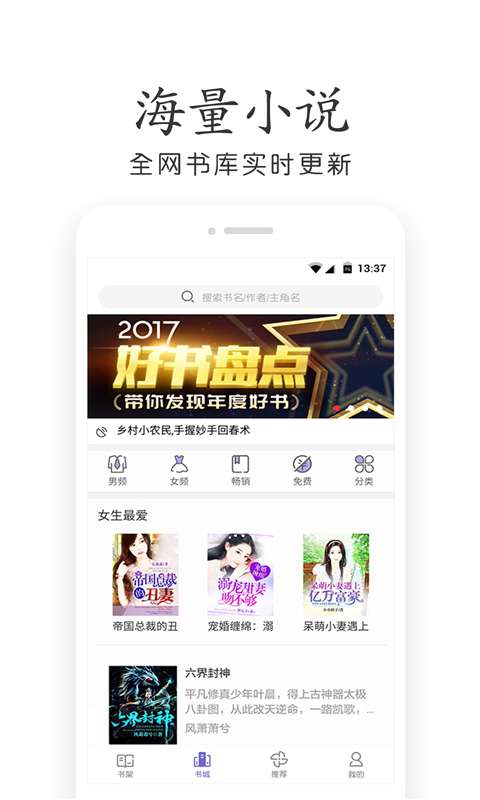 海量小说
全网书库实时更新
13:37
搜索书名/作者/主角名
2017
好书盘点
(带你发现年度好书)
乡村小农民,手握妙手回春术
男频
女频
畅销
免费
分类
女生最爱
帝国总裁
的丑妻
溺宠甜妻
吻不够
呆萌小妻遇上
亿万富豪
帝国总裁的丑
宠婚缠绵：溺
呆萌小妻遇上
六界封神
风萧萧兮/著
六界封神
平凡修真少年叶晨，得上古神器太极
八卦图，从此改天逆命，一路凯歌，...
风萧萧兮
书架
书城
推荐
我的